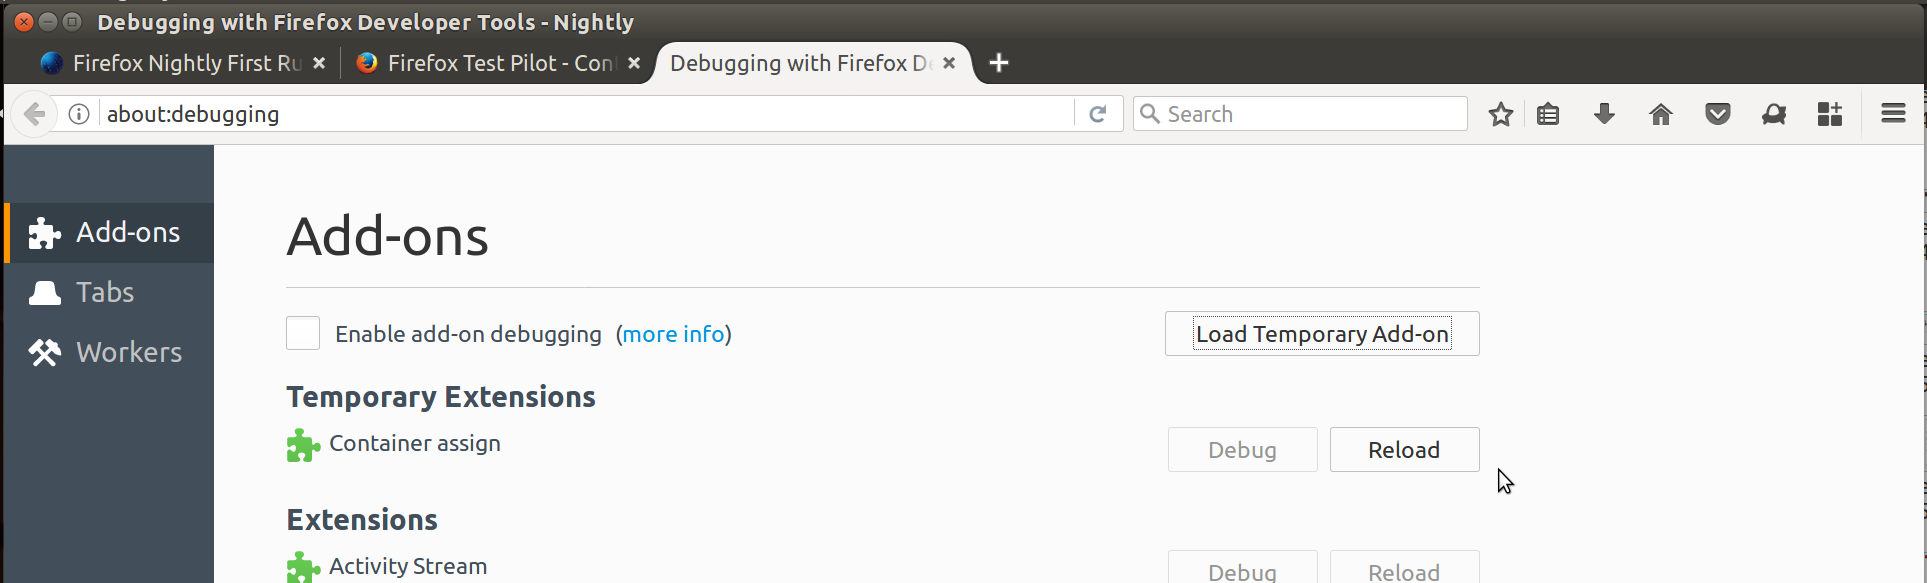 Debugging with Firefox Developer Tools - Nightly
Firefox Nightly First Ru
Firefox Test Pilot - Con
Debugging with Firefox D
about:debugging
Search
Add-ons
Tabs
Workers
Add-ons
Enable add-on debugging (more info)
Load Temporary Add-on
Temporary Extensions
Container assign
Debug
Reload
Extensions
Activity Stream
Debug
Reload